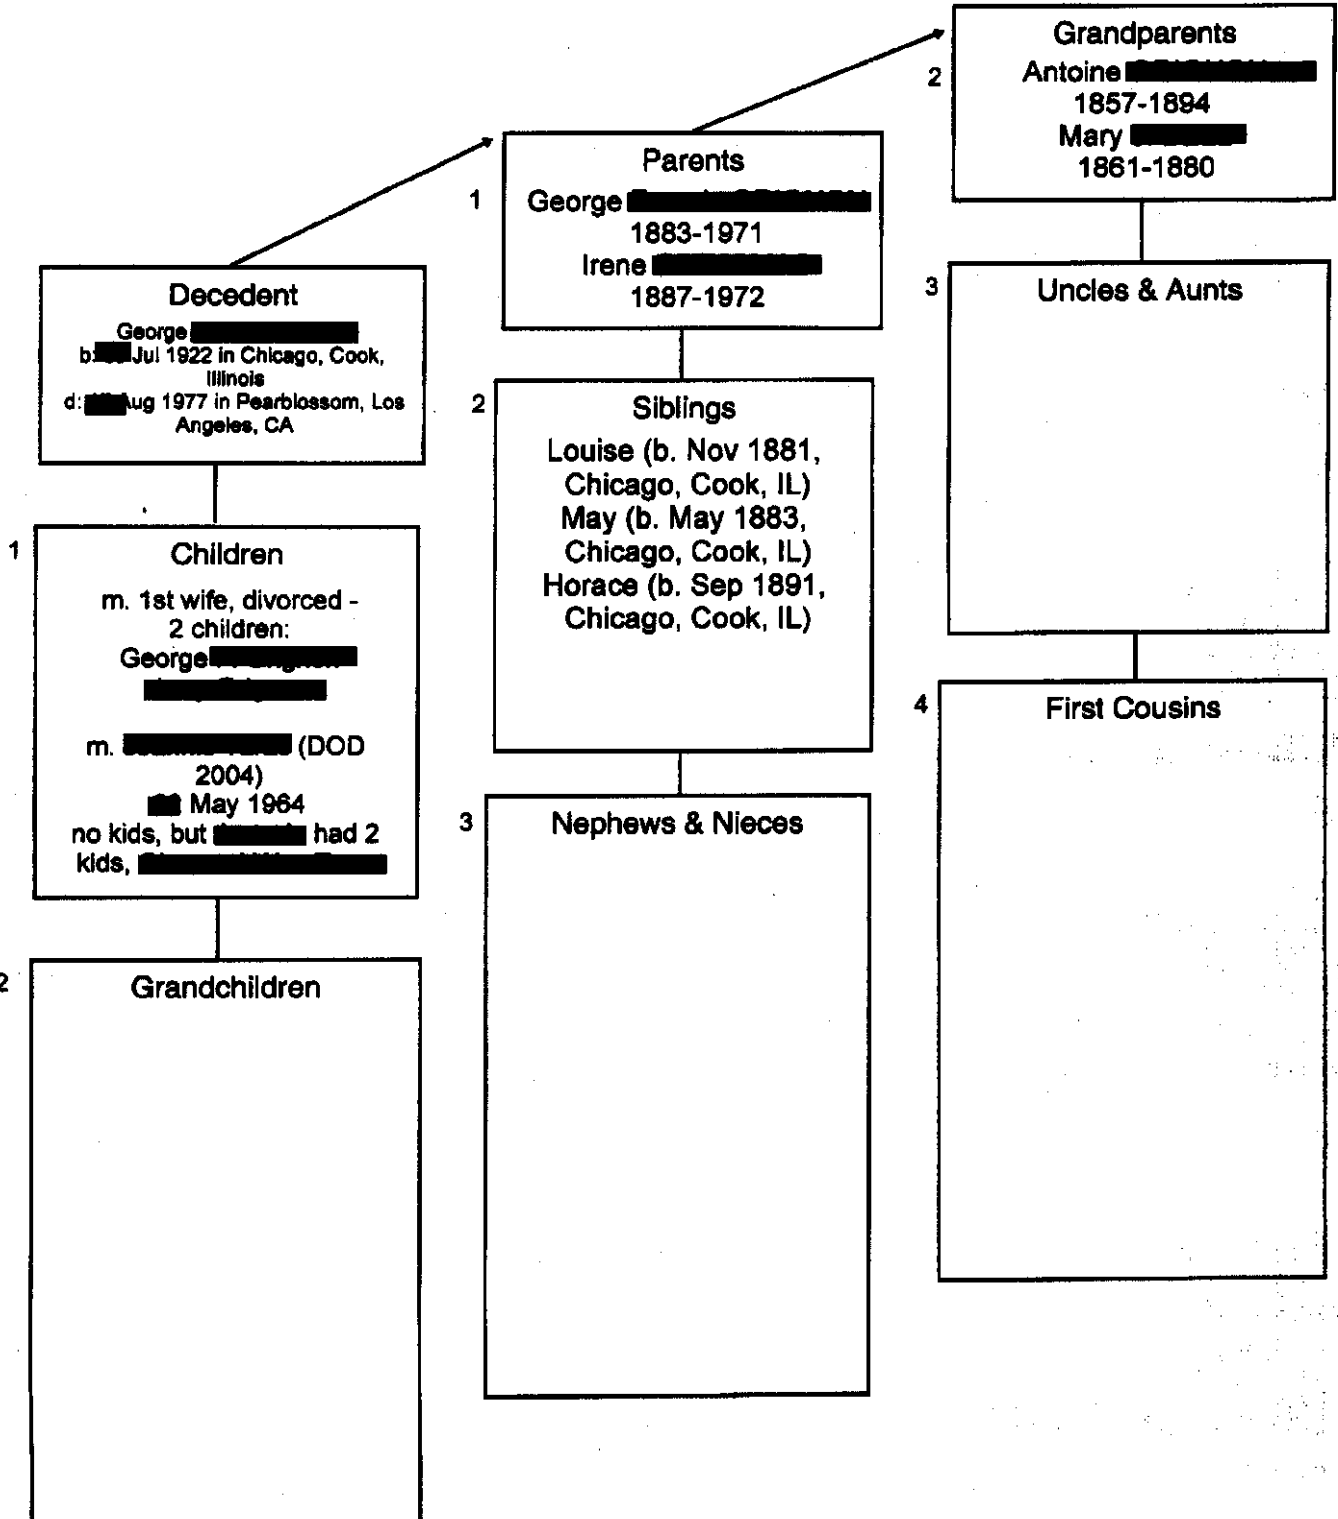 Grandparents
2
Antoine
1857-1894
Mary
1861-1880
Parents
1
George
1883-1971
Irene
1887-1972
Decedent
George
b: Jul 1922 in Chicago, Cook,
Illinois
d: Aug 1977 in Pearblossom, Los
Angeles, CA
3
Uncles & Aunts
2
Siblings
Louise (b. Nov 1881,
Chicago, Cook, IL)
May (b. May 1883,
Chicago, Cook, IL)
Horace (b. Sep 1891,
Chicago, Cook, IL)
1
Children
m. 1st wife, divorced -
2 children:
George
m. (DOD
2004)
May 1964
no kids, but had 2
kids,
4
First Cousins
3
Nephews & Nieces
2
Grandchildren